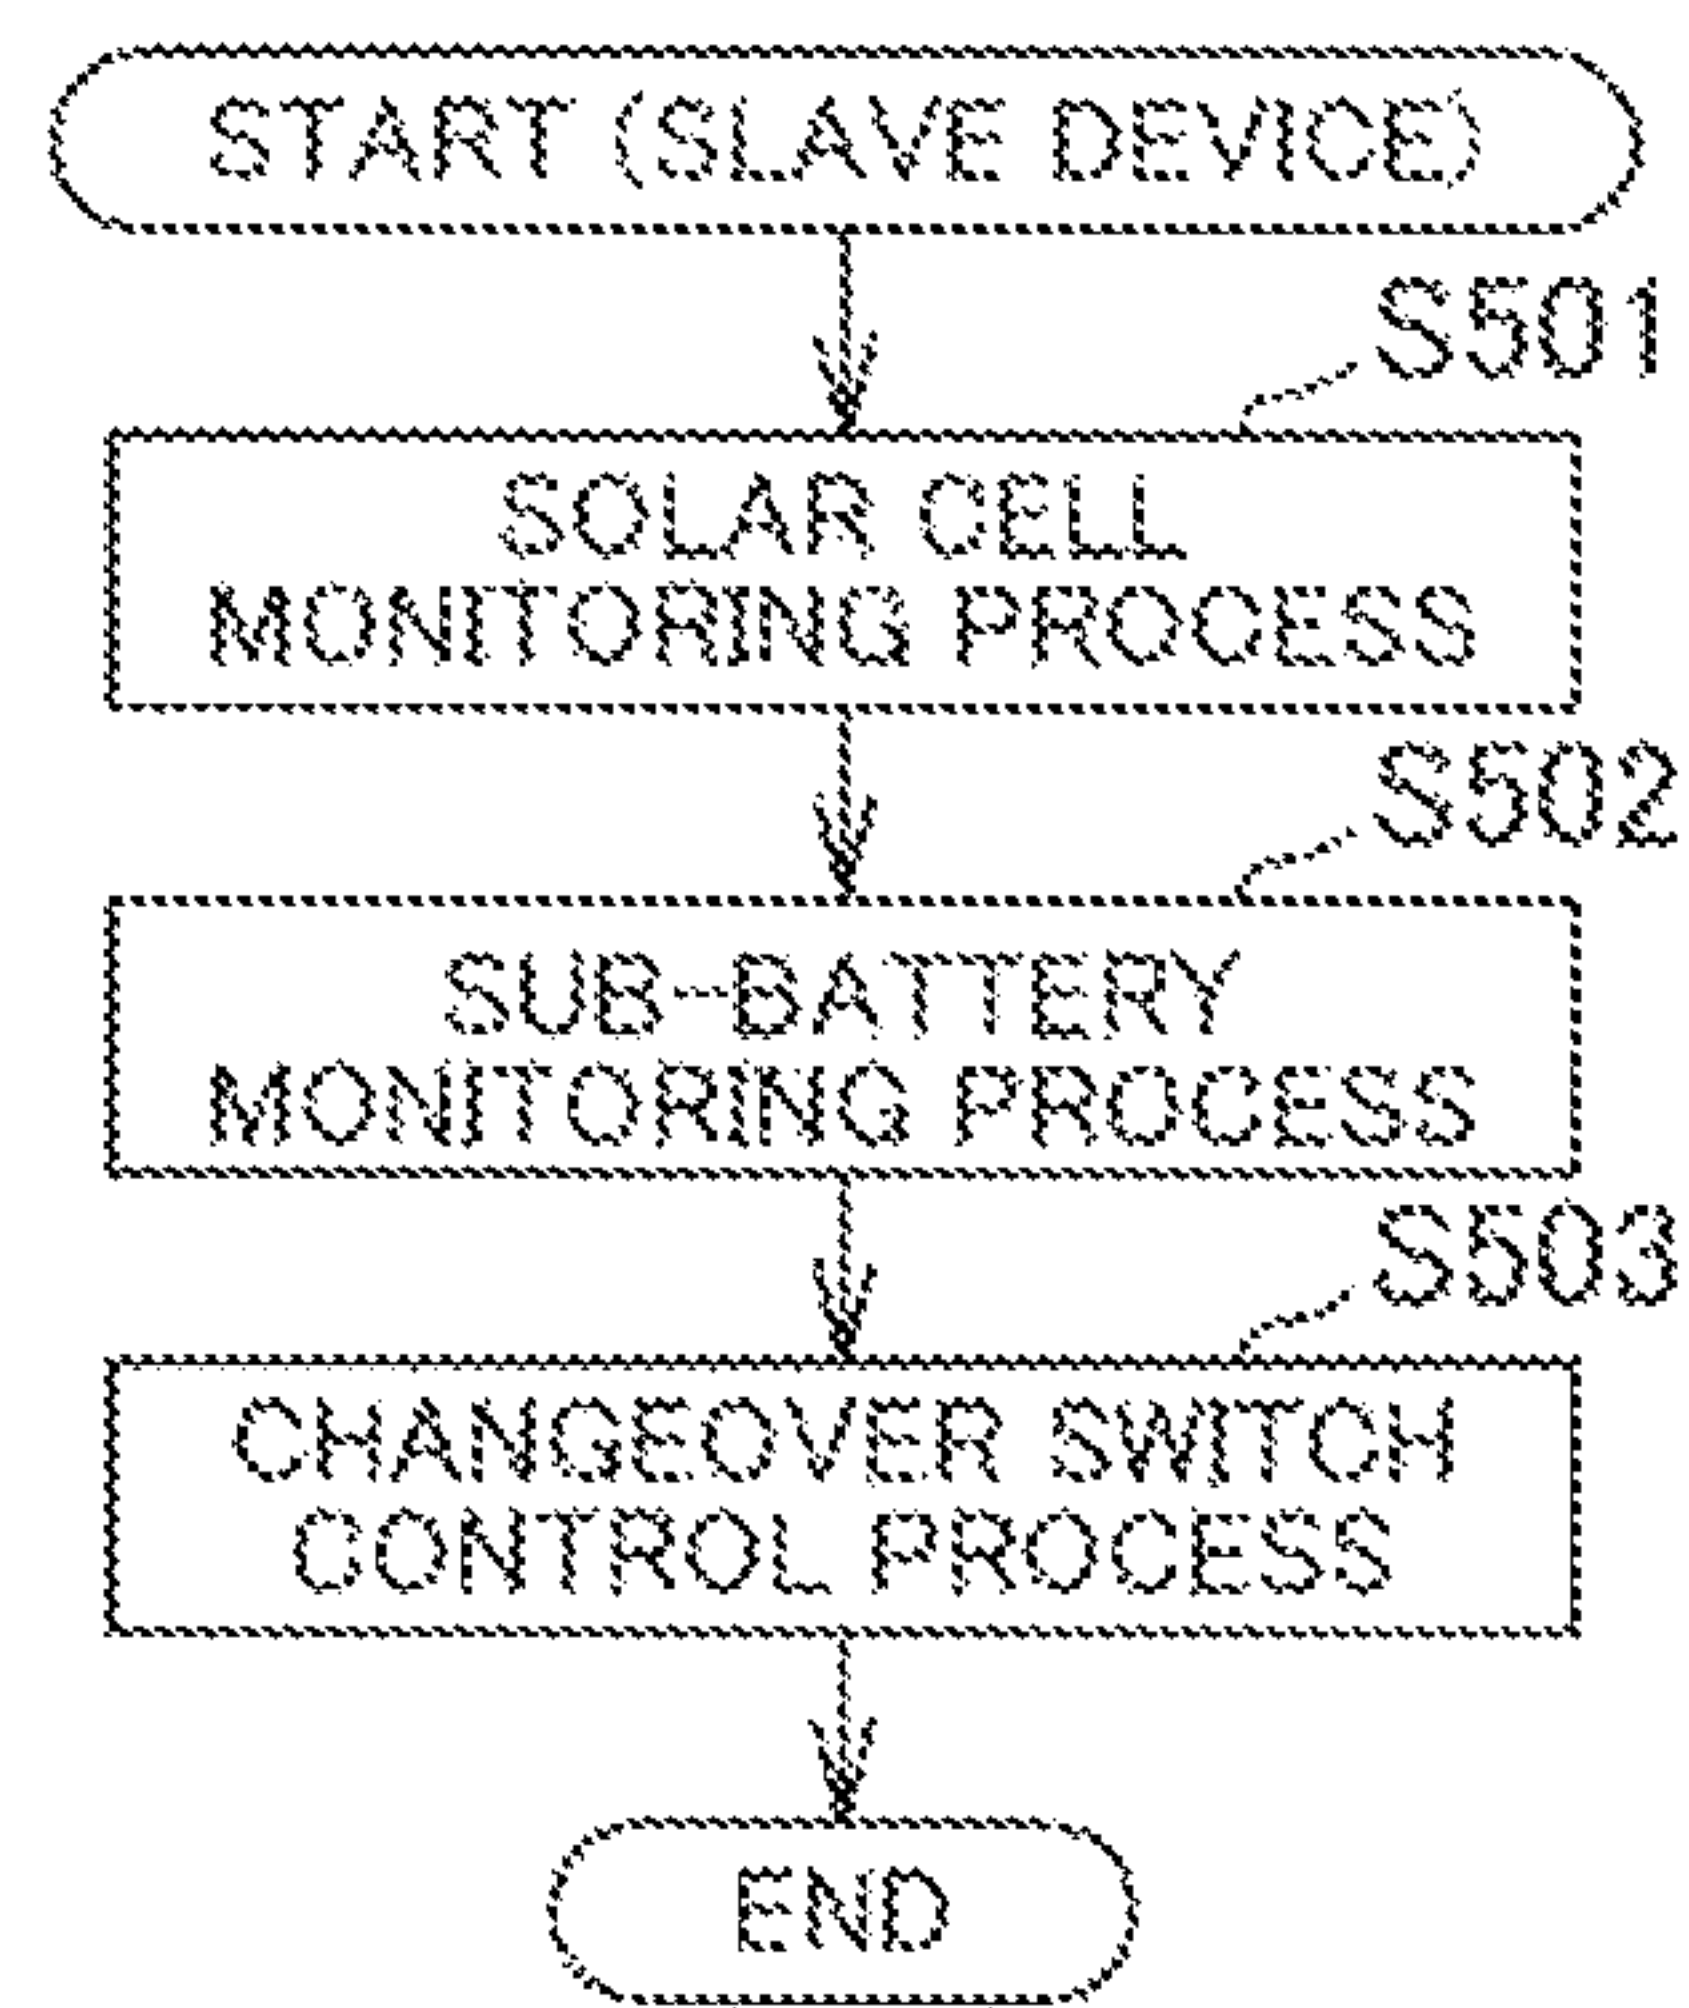 START (SLAVE DEVICE)
S501
SOLAR CELL
MONITORING PROCESS
S502
SUB-BATTERY
MONITORING PROCESS
S503
CHANGEOVER SWITCH
CONTROL PROCESS
END